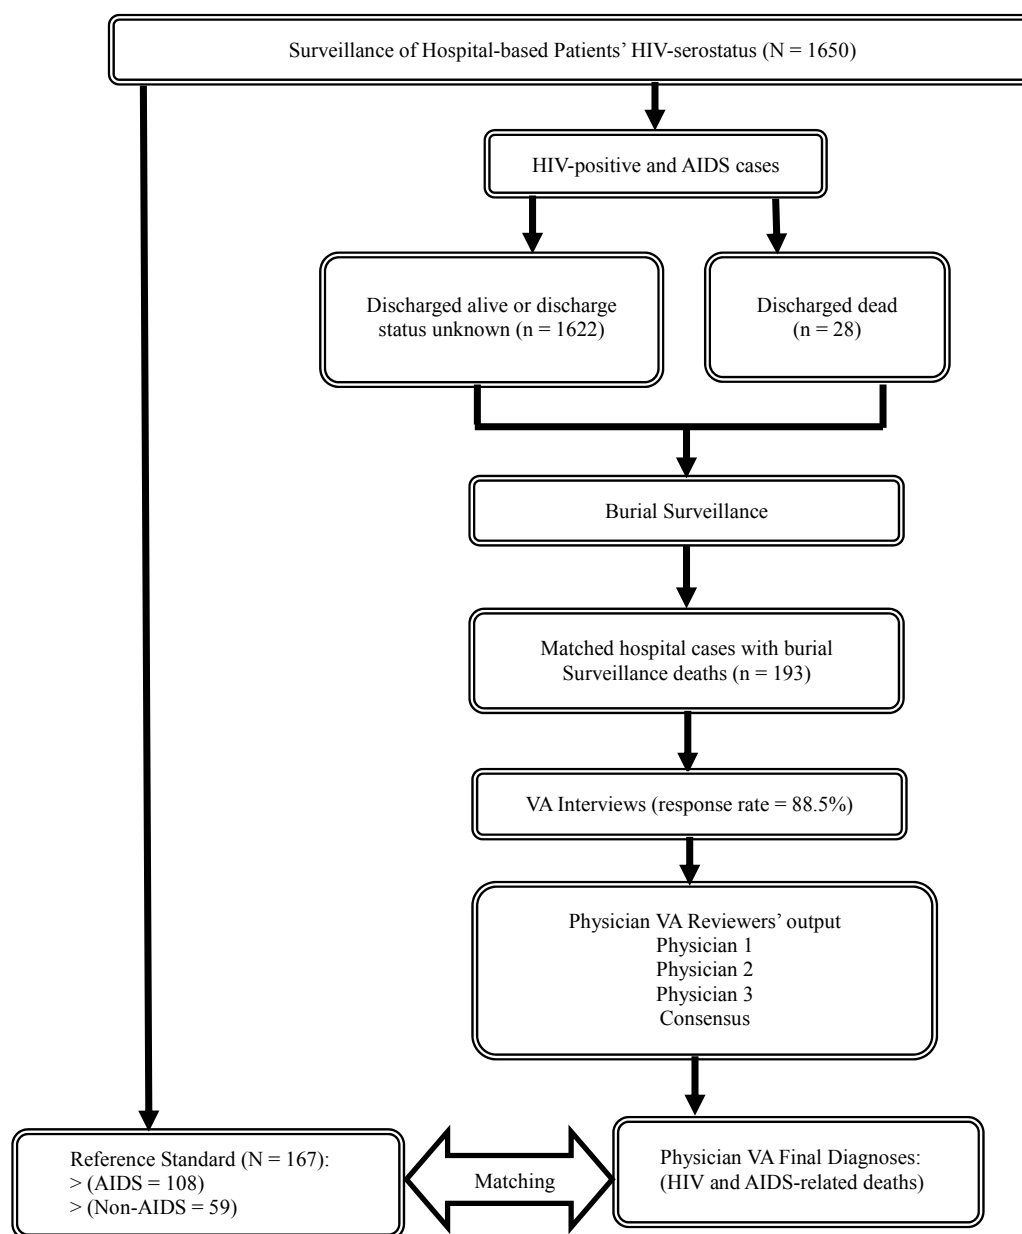 Surveillance of Hospital-based Patients’ HIV-serostatus (N = 1650)
HIV-positive and AIDS cases
Discharged alive or discharge
status unknown (n = 1622)
Discharged dead
(n = 28)
Burial Surveillance
Matched hospital cases with burial
Surveillance deaths (n = 193)
VA Interviews (response rate = 88.5%)
Physician VA Reviewers’ output
Physician 1
Physician 2
Physician 3
Consensus
Reference Standard (N = 167):
> (AIDS = 108)
> (Non-AIDS = 59)
Matching
Physician VA Final Diagnoses:
(HIV and AIDS-related deaths)